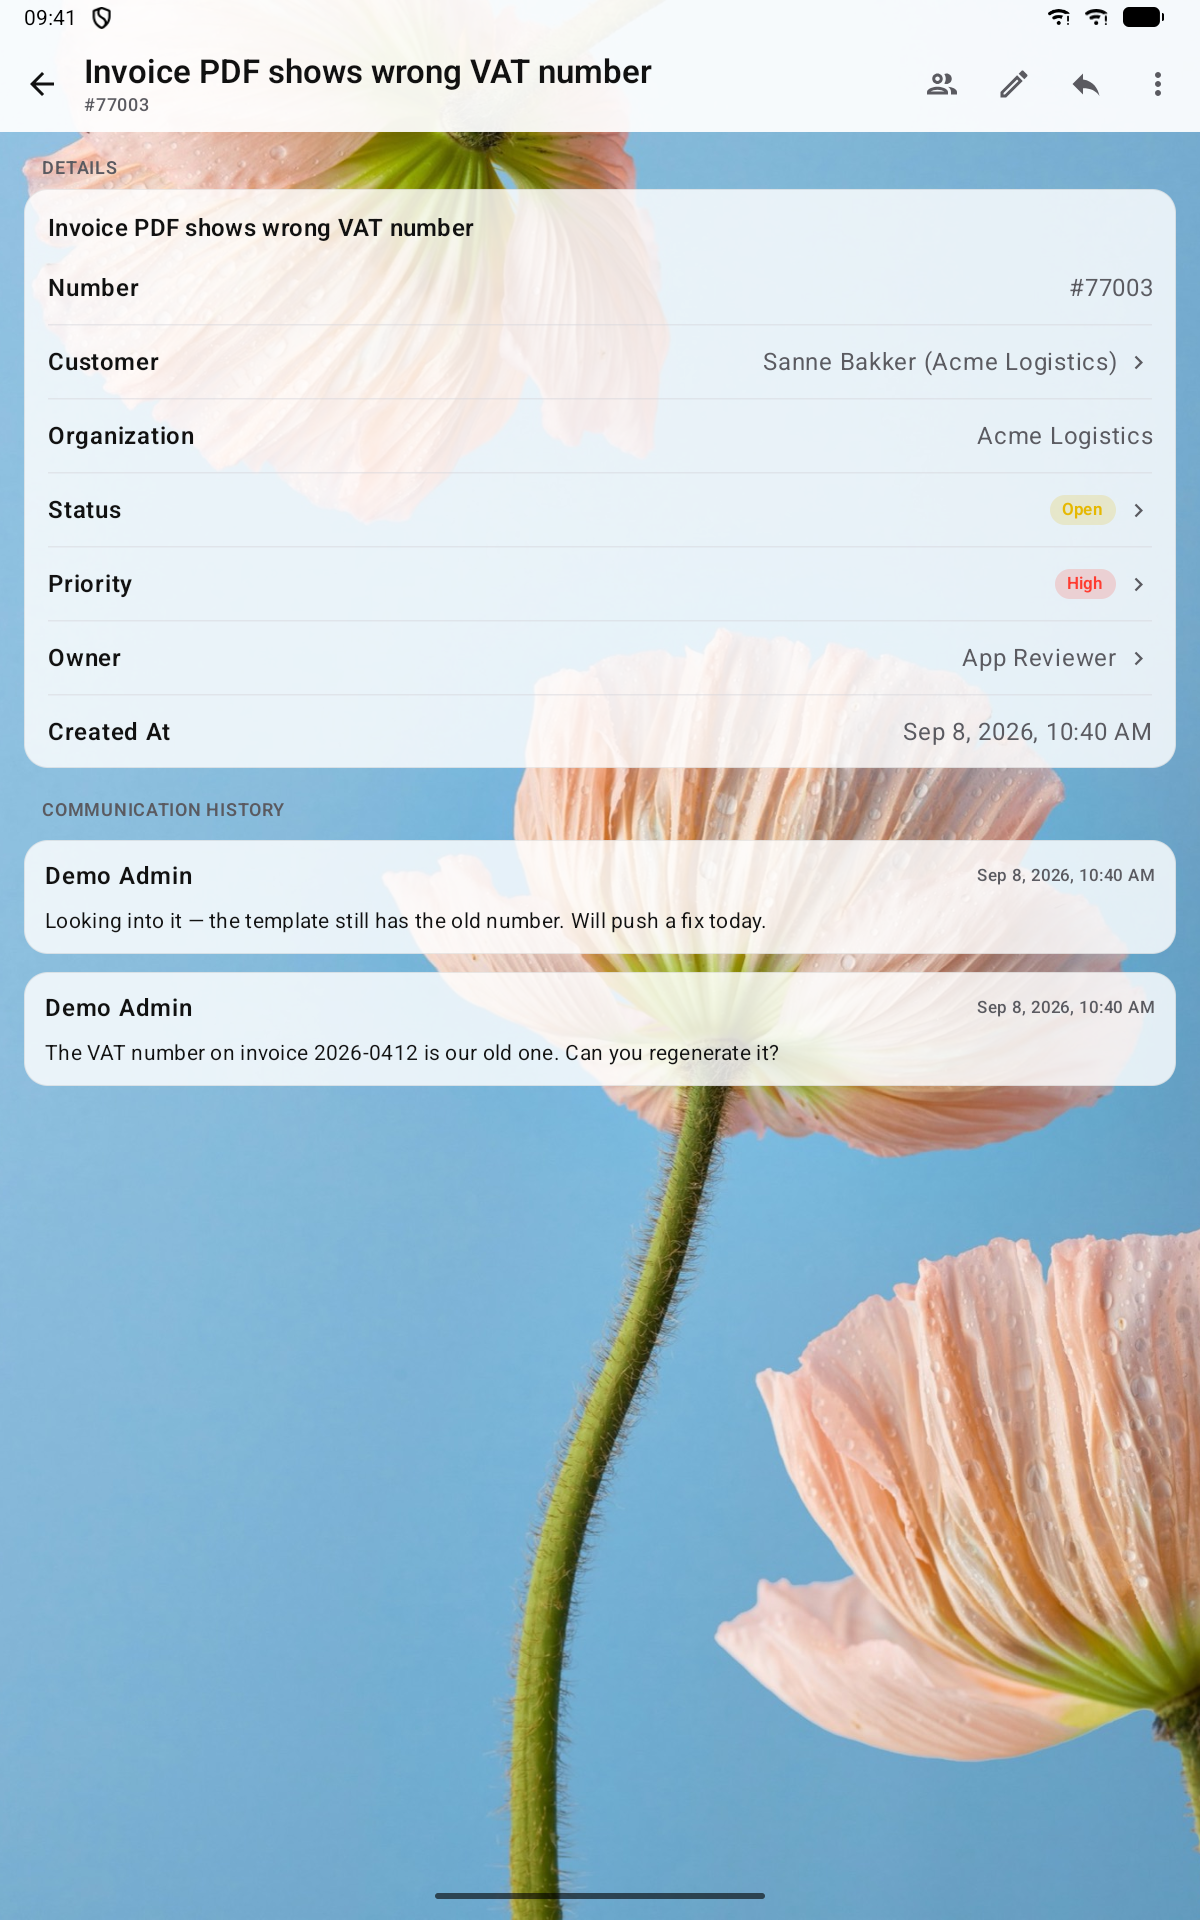 09:41
Invoice PDF shows wrong VAT number
#77003
DETAILS
Invoice PDF shows wrong VAT number
Number #77003
Customer Sanne Bakker (Acme Logistics)
Organization Acme Logistics
Status Open
Priority High
Owner App Reviewer
Created At Sep 8, 2026, 10:40 AM
COMMUNICATION HISTORY
Demo Admin Sep 8, 2026, 10:40 AM
Looking into it — the template still has the old number. Will push a fix today.
Demo Admin Sep 8, 2026, 10:40 AM
The VAT number on invoice 2026-0412 is our old one. Can you regenerate it?